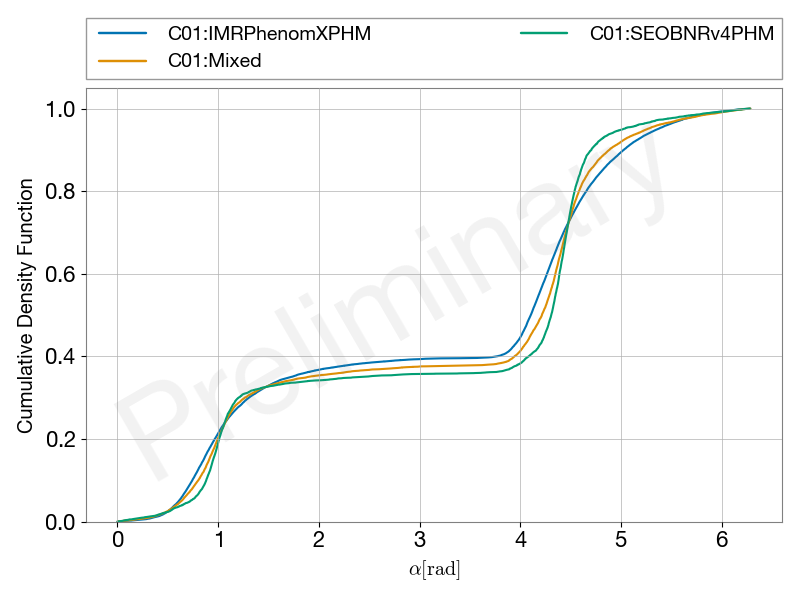 C01:IMRPhenomXPHM
C01:Mixed
C01:SEOBNRv4PHM
Cumulative Density Function
1.0
0.8
0.6
0.4
0.2
0.0
Preliminary
0 1 2 3 4 5 6
α[rad]